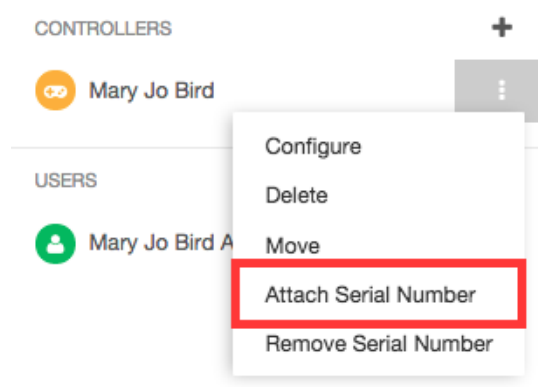 CONTROLLERS
Mary Jo Bird
Configure
USERS
Delete
Mary Jo Bird A
Move
Attach Serial Number
Remove Serial Number